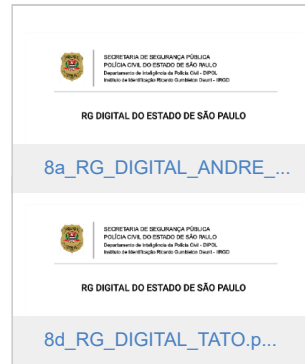 SECRETARIA DE SEGURANÇA PÚBLICA
POLÍCIA CIVIL DO ESTADO DE SÃO PAULO
Departamento de Inteligência da Polícia Civil - DIPOL
Instituto de Identificação Ricardo Gumbleton Daunt - IIRGD
RG DIGITAL DO ESTADO DE SÃO PAULO
8a_RG_DIGITAL_ANDRE_...
SECRETARIA DE SEGURANÇA PÚBLICA
POLÍCIA CIVIL DO ESTADO DE SÃO PAULO
Departamento de Inteligência da Polícia Civil - DIPOL
Instituto de Identificação Ricardo Gumbleton Daunt - IIRGD
RG DIGITAL DO ESTADO DE SÃO PAULO
8d_RG_DIGITAL_TATO.p...